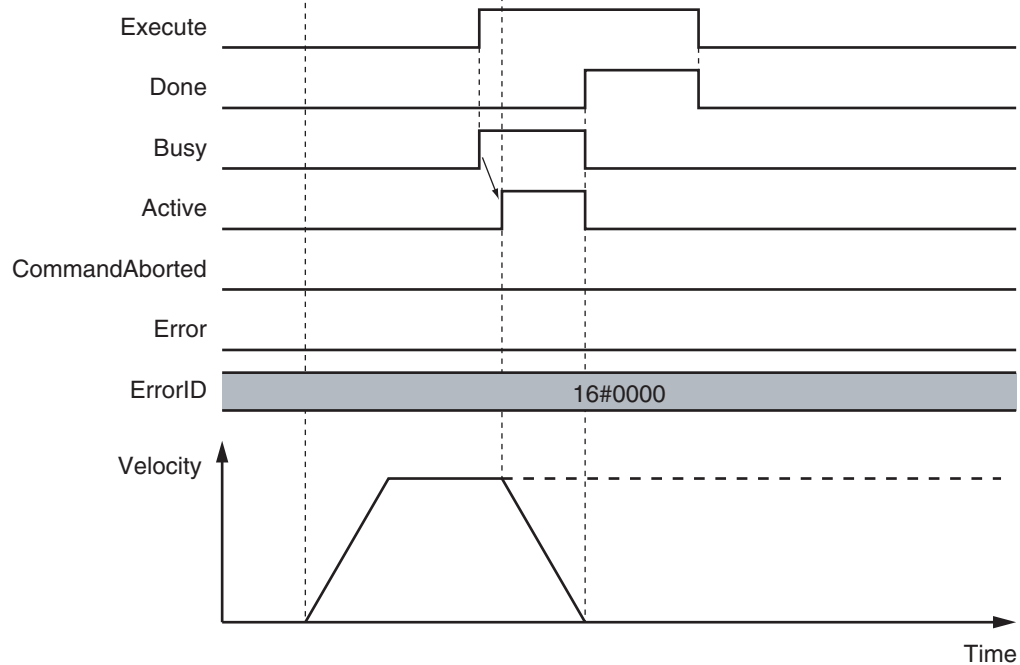 Execute
Done
Busy
Active
CommandAborted
Error
ErrorID
16#0000
Velocity
Time